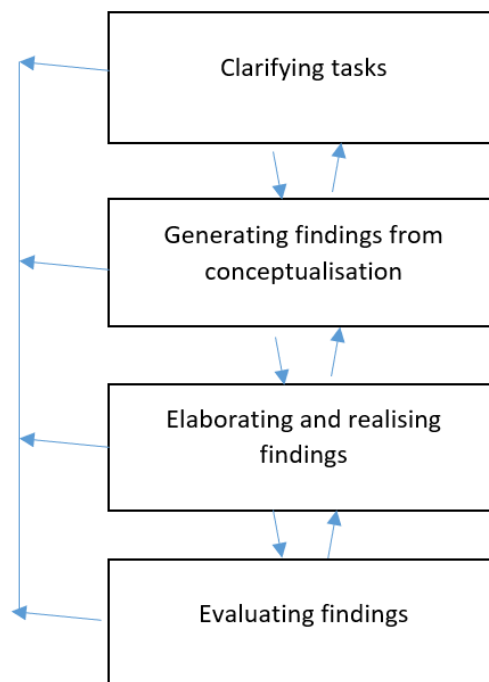 Clarifying tasks
Generating findings from
conceptualisation
Elaborating and realising
findings
Evaluating findings